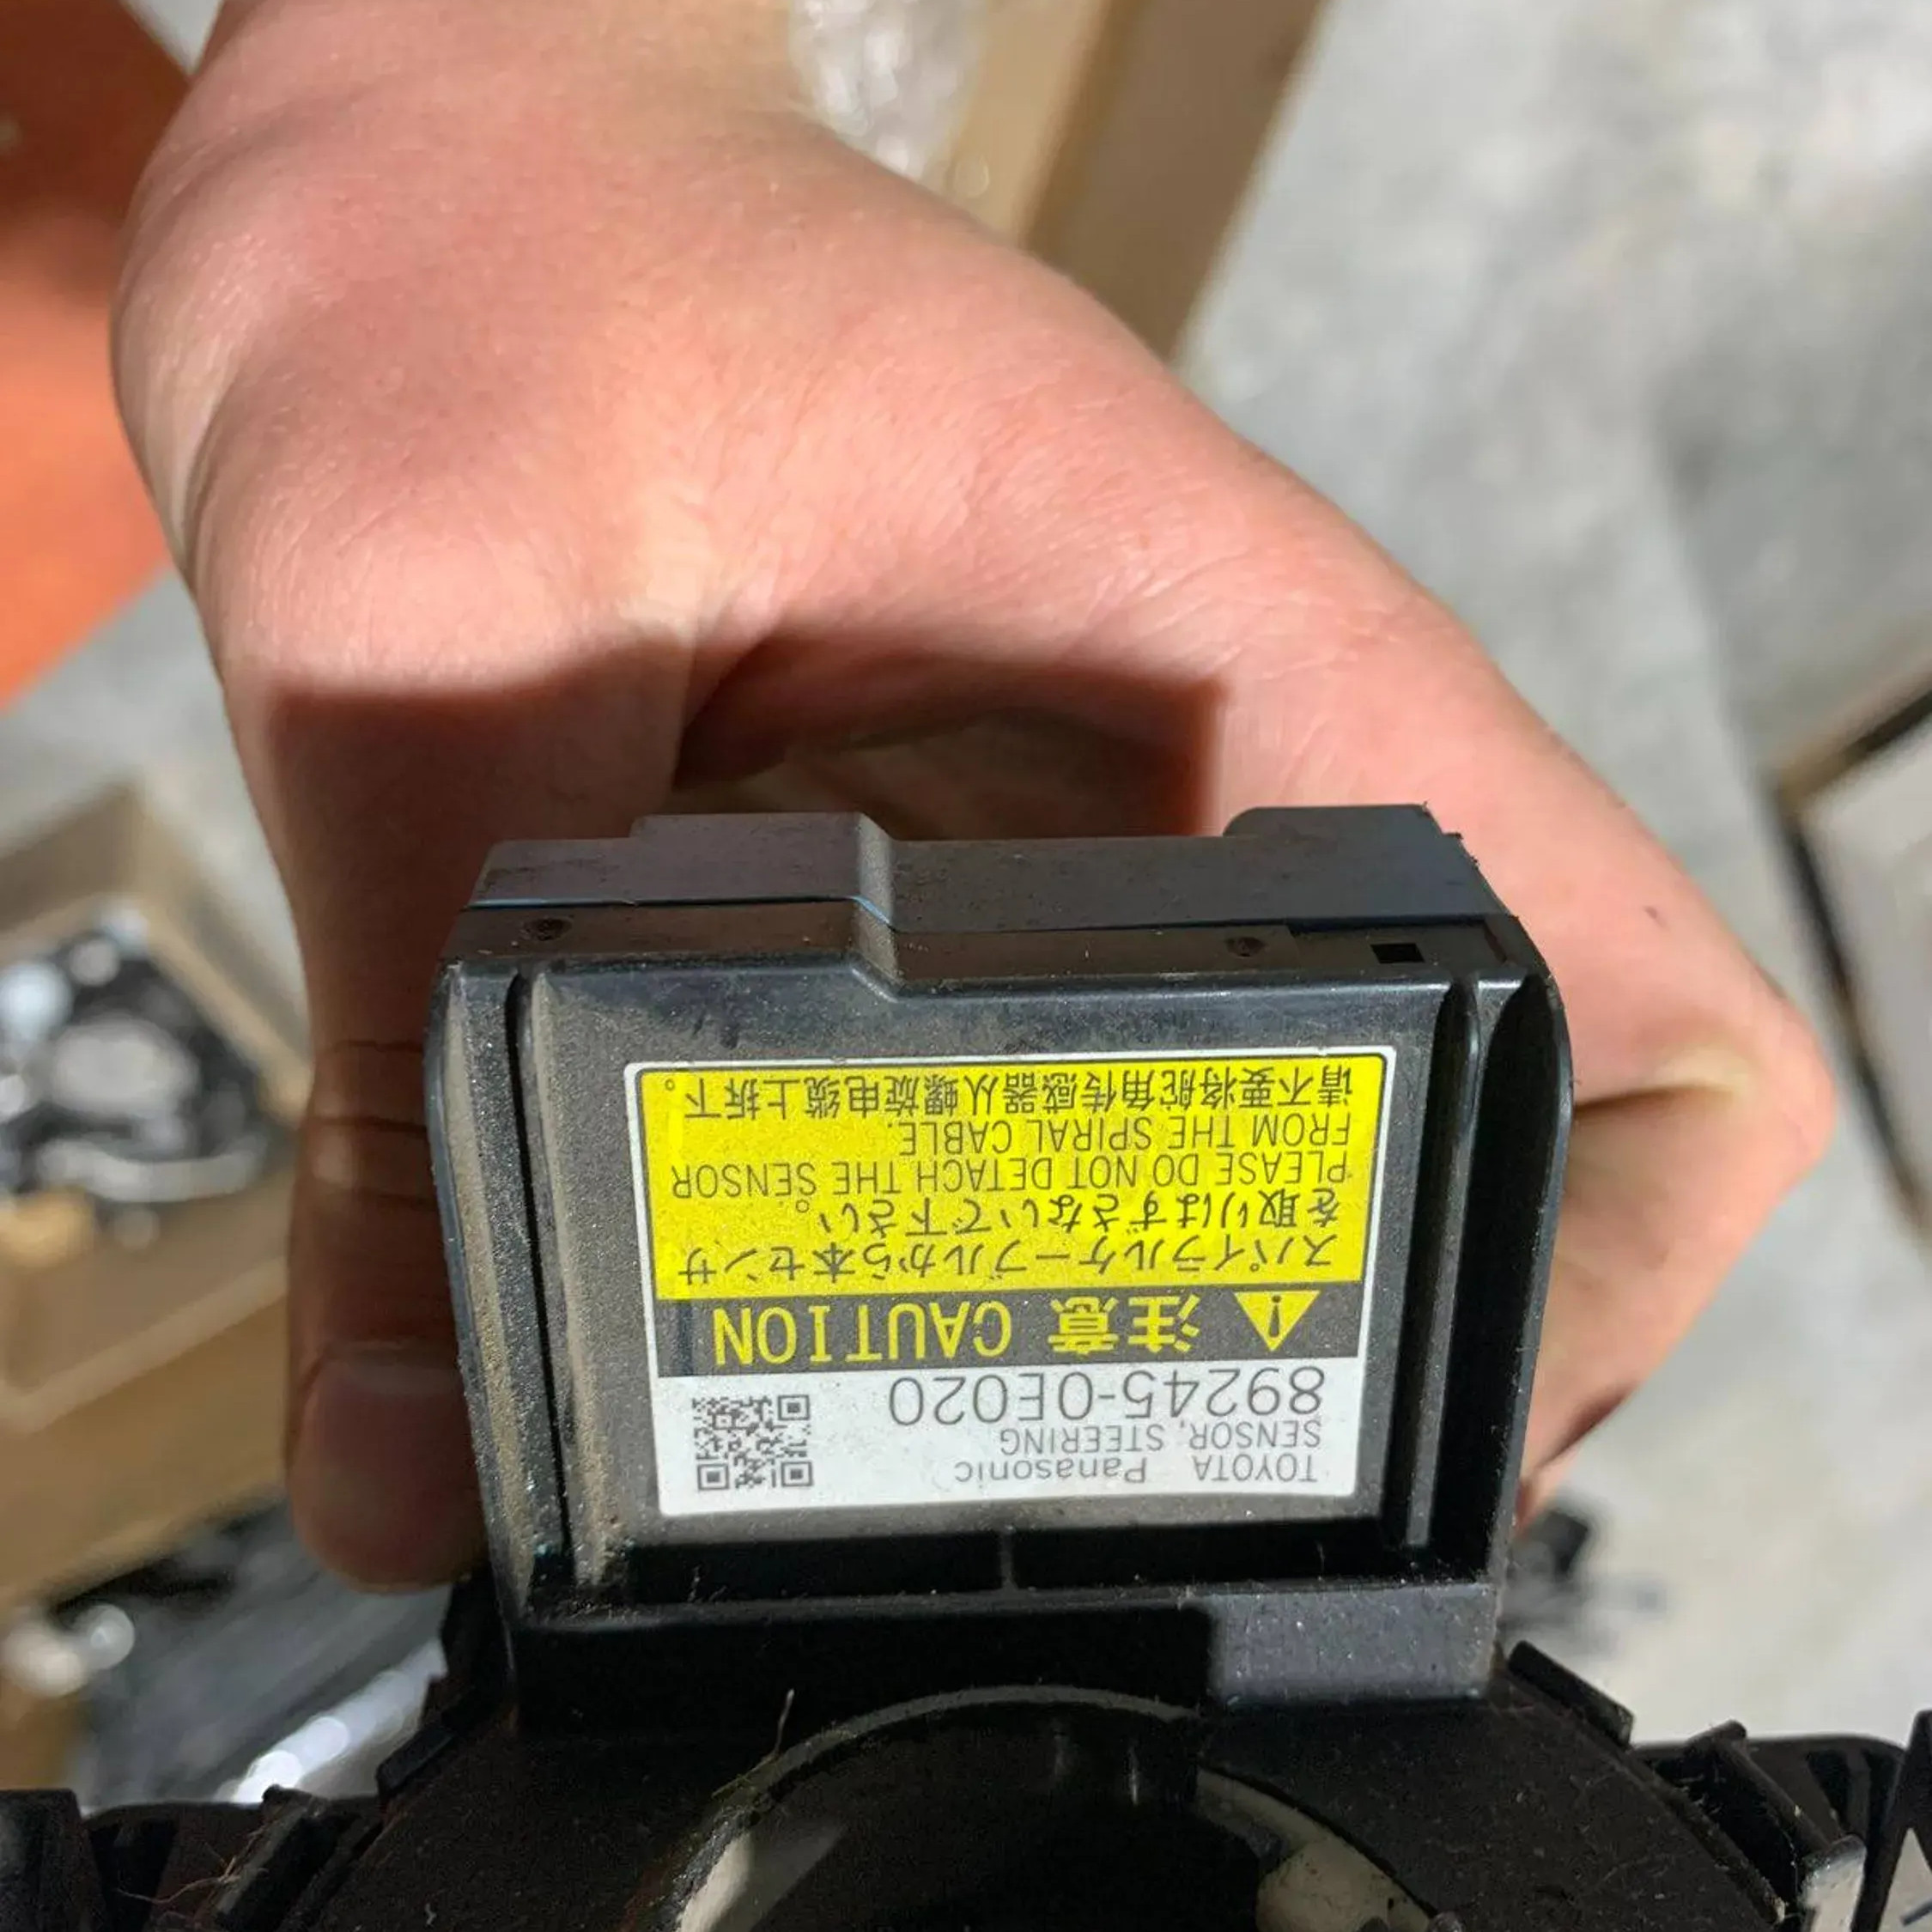 TOYOTA Panasonic
SENSOR, STEERING
89245-0E020
注意 CAUTION
スパイラルケーブルから本センサ
を取りはずさないで下さい。
PLEASE DO NOT DETACH THE SENSOR
FROM THE SPIRAL CABLE.
请不要将舵角传感器从螺旋电缆上拆下。